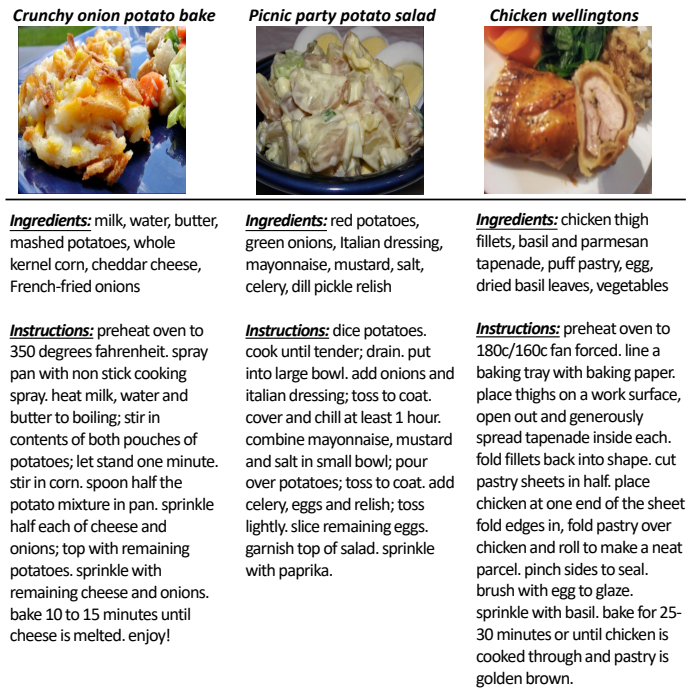 Crunchy onion potato bake
Ingredients: milk, water, butter,
mashed potatoes, whole
kernel corn, cheddar cheese,
French-fried onions
Instructions: preheat oven to
350 degrees fahrenheit. spray
pan with non stick cooking
spray. heat milk, water and
butter to boiling; stir in
contents of both pouches of
potatoes; let stand one minute.
stir in corn. spoon half the
potato mixture in pan. sprinkle
half each of cheese and
onions; top with remaining
potatoes. sprinkle with
remaining cheese and onions.
bake 10 to 15 minutes until
cheese is melted. enjoy!
Picnic party potato salad
Ingredients: red potatoes,
green onions, Italian dressing,
mayonnaise, mustard, salt,
celery, dill pickle relish
Instructions: dice potatoes.
cook until tender; drain. put
into large bowl. add onions and
italian dressing; toss to coat.
cover and chill at least 1 hour.
combine mayonnaise, mustard
and salt in small bowl; pour
over potatoes; toss to coat. add
celery, eggs and relish; toss
lightly. slice remaining eggs.
garnish top of salad. sprinkle
with paprika.
Chicken wellingtons
Ingredients: chicken thigh
fillets, basil and parmesan
tapenade, puff pastry, egg,
dried basil leaves, vegetables
Instructions: preheat oven to
180c/160c fan forced. line a
baking tray with baking paper.
place thighs on a work surface,
open out and generously
spread tapenade inside each.
fold fillets back into shape. cut
pastry sheets in half. place
chicken at one end of the sheet
fold edges in, fold pastry over
chicken and roll to make a neat
parcel. pinch sides to seal.
brush with egg to glaze.
sprinkle with basil. bake for 25-
30 minutes or until chicken is
cooked through and pastry is
golden brown.